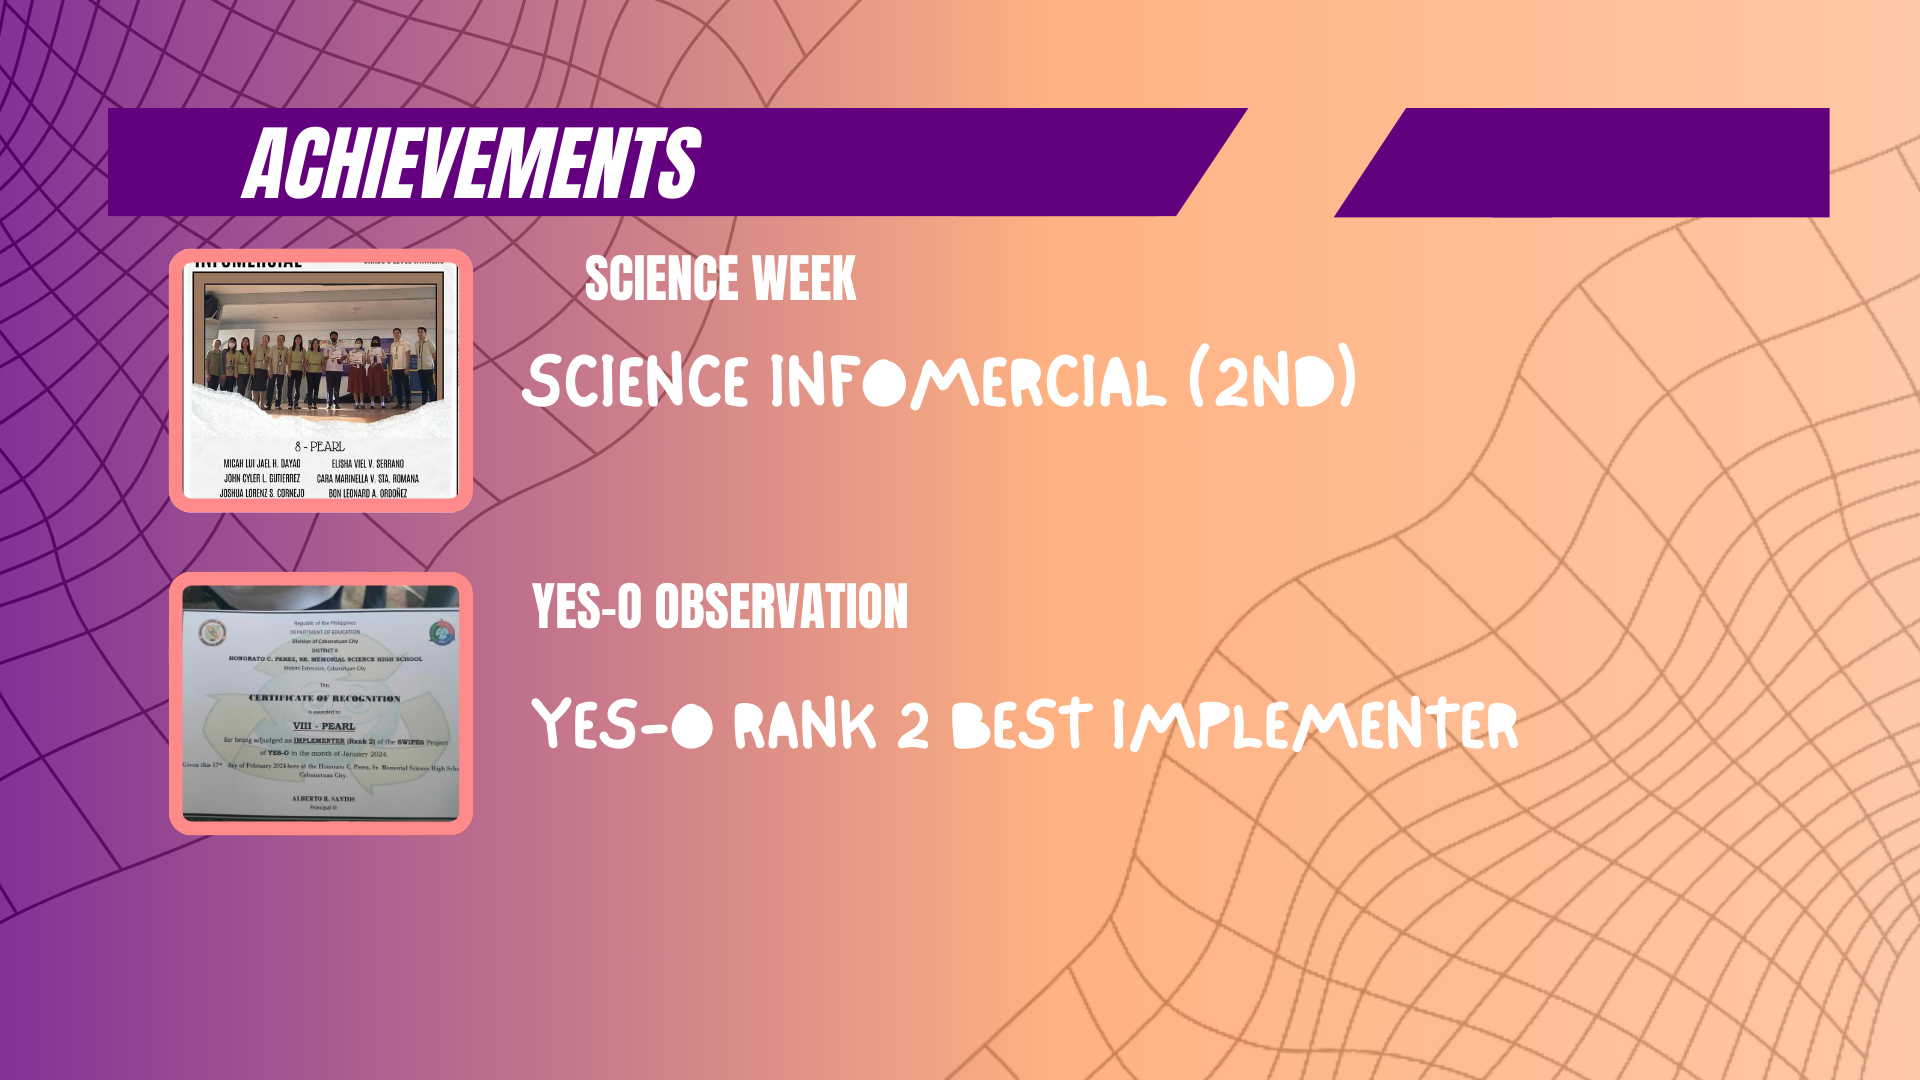 ACHIEVEMENTS
SCIENCE WEEK
SCIENCE INFOMERCIAL (2ND)
INFOMERCIAL
8 - PEARL
MICAH LUI JAEL H. DAYAO
ELISHA VIEL V. SERRANO
JOHN CYLER L. GUTIERREZ
CARA MARINELLA V. STA. ROMANA
JOSHUA LORENZ S. CORNEJO
BON LEONARD A. ORDOÑEZ
YES-O OBSERVATION
YES-O RANK 2 BEST IMPLEMENTER
Republic of the Philippines
DEPARTMENT OF EDUCATION
Division of Cabanatuan City
DISTRICT II
HONORATO C. PEREZ, SR. MEMORIAL SCIENCE HIGH SCHOOL
Mabini Extension, Cabanatuan City
This
CERTIFICATE OF RECOGNITION
is awarded to
VIII - PEARL
for being adjudged as IMPLEMENTER (Rank 2) of the SWIPES Project
of YES-O in the month of January 2024.
Given this 17th day of February 2024 here at the Honorato C. Perez, Sr. Memorial Science High Scho
Cabanatuan City.
ALBERTO R. SANTOS
Principal II